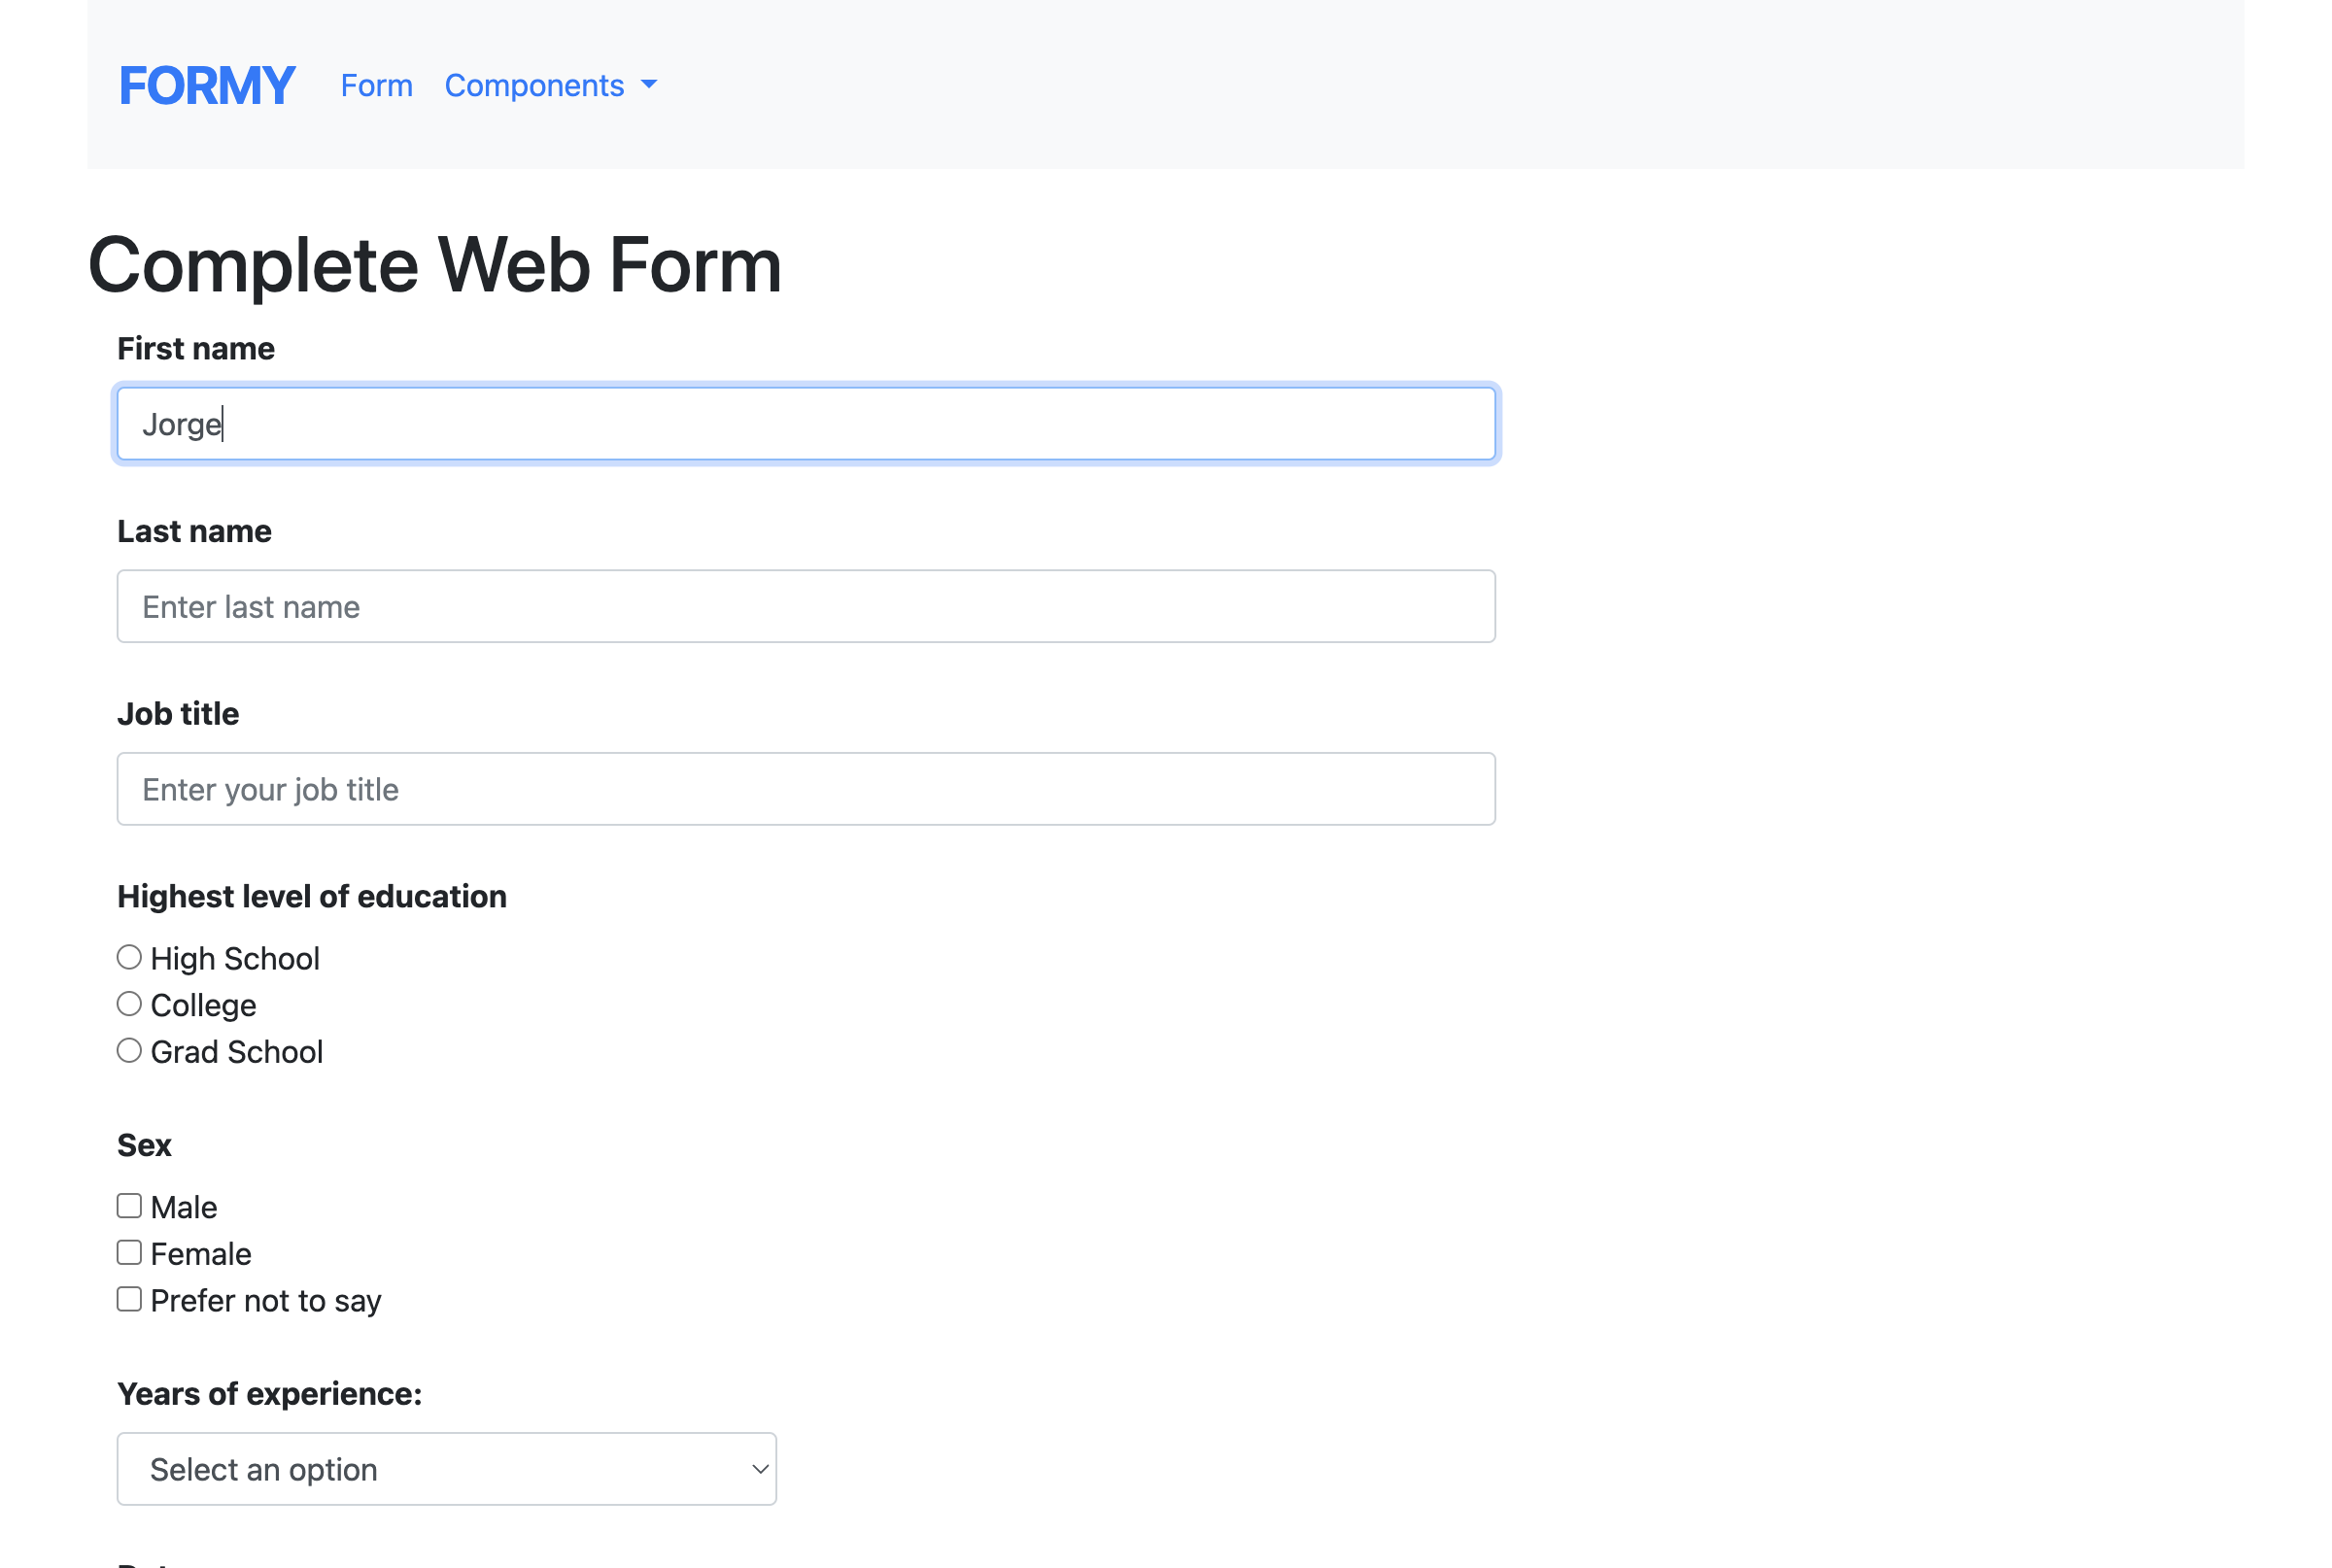 FORMY Form Components
Complete Web Form
First name
Jorge
Last name
Enter last name
Job title
Enter your job title
Highest level of education
High School
College
Grad School
Sex
Male
Female
Prefer not to say
Years of experience:
Select an option